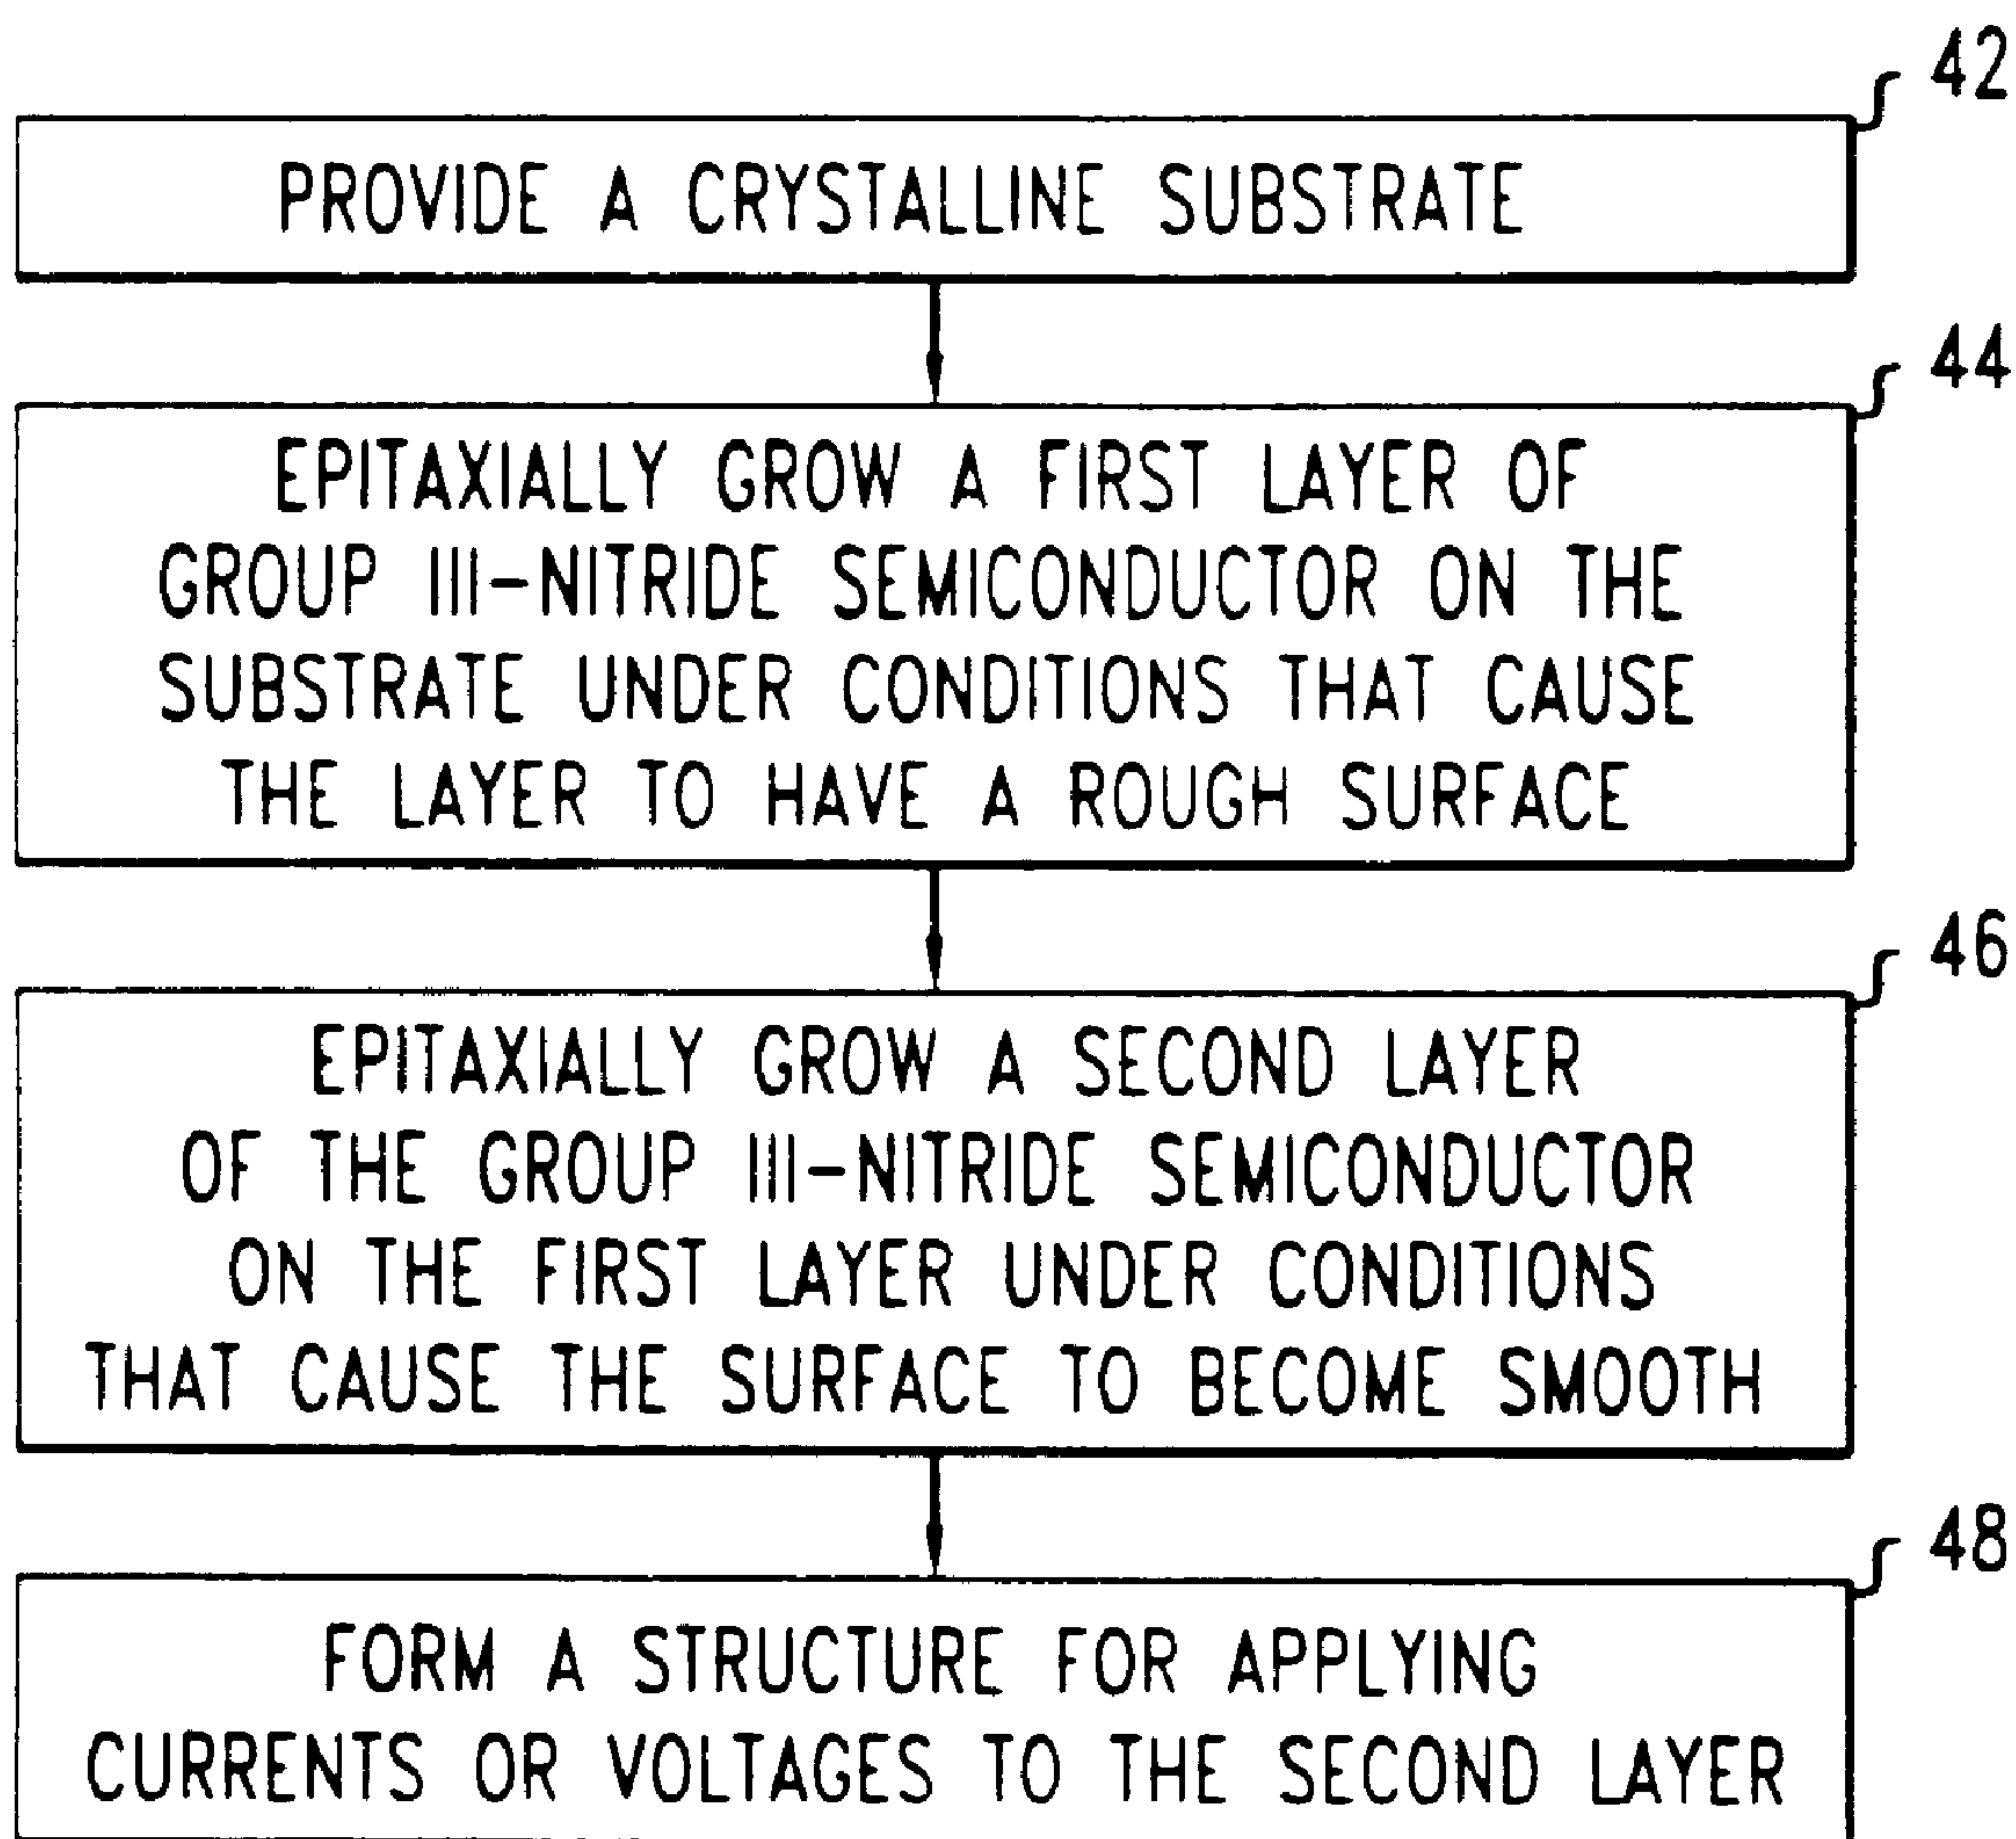 42
PROVIDE A CRYSTALLINE SUBSTRATE
44
EPITAXIALLY GROW A FIRST LAYER OF
GROUP III-NITRIDE SEMICONDUCTOR ON THE
SUBSTRATE UNDER CONDITIONS THAT CAUSE
THE LAYER TO HAVE A ROUGH SURFACE
46
EPITAXIALLY GROW A SECOND LAYER
OF THE GROUP III-NITRIDE SEMICONDUCTOR
ON THE FIRST LAYER UNDER CONDITIONS
THAT CAUSE THE SURFACE TO BECOME SMOOTH
48
FORM A STRUCTURE FOR APPLYING
CURRENTS OR VOLTAGES TO THE SECOND LAYER